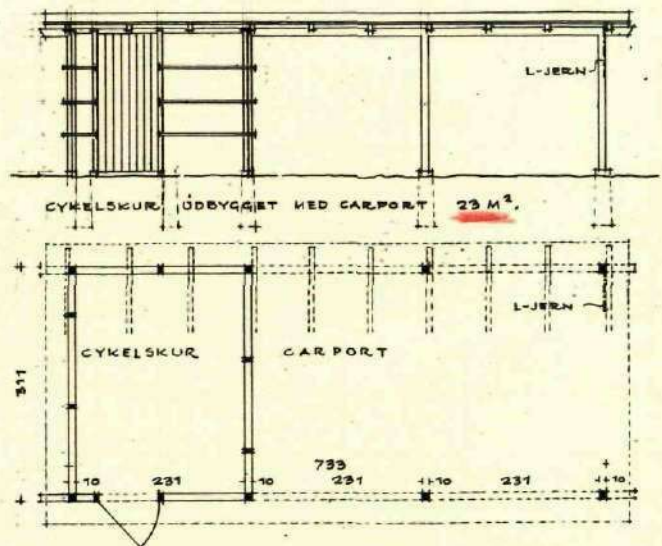 L-JERN
CYKELSKUR UDBYGGET MED CARPORT 23 M².
L-JERN
CYKELSKUR CARPORT
311
733
10 231 10 231 10 231 10